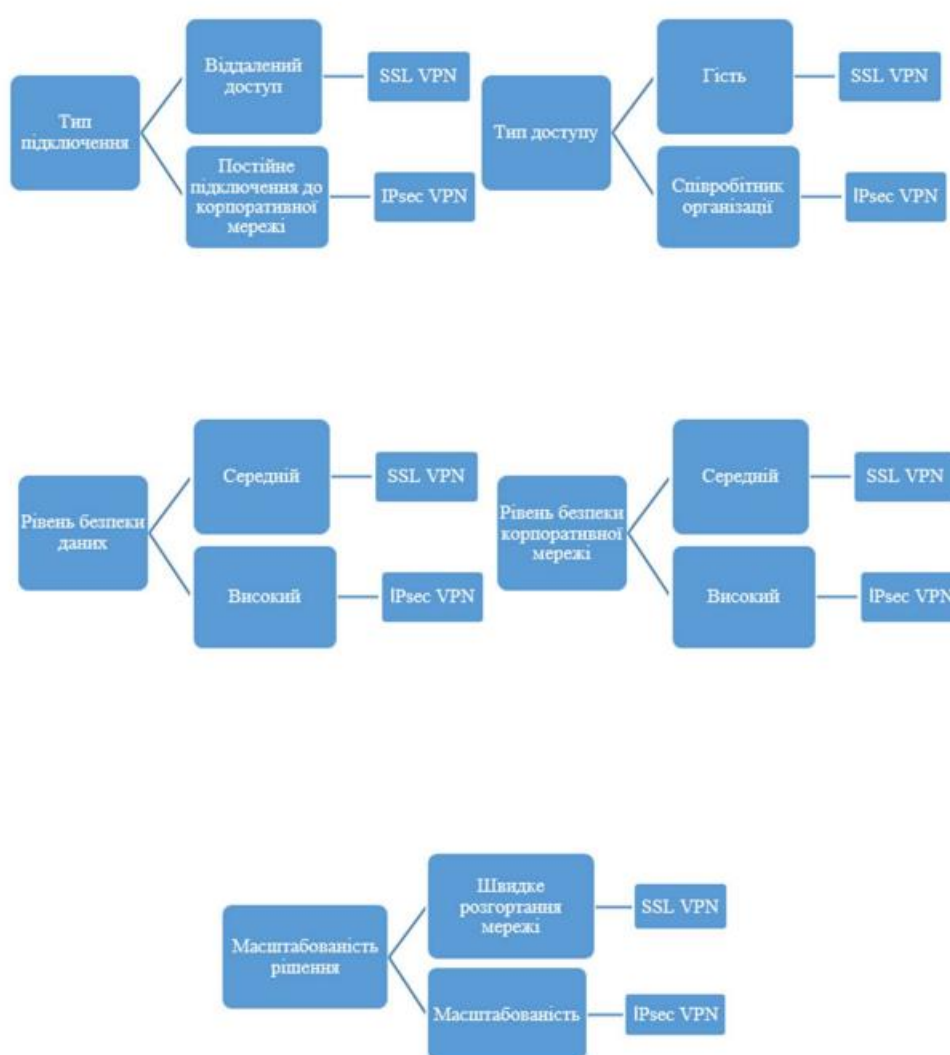 Тип
підключення
Віддалений
доступ
SSL VPN
Постійне
підключення до
корпоративної
мережі
IPsec VPN
Тип доступу
Гість
SSL VPN
Співробітник
організації
IPsec VPN
Рівень безпеки
даних
Середній
SSL VPN
Високий
IPsec VPN
Рівень безпеки
корпоративної
мережі
Середній
SSL VPN
Високий
IPsec VPN
Масштабованість
рішення
Швидке
розгортання
мережі
SSL VPN
Масштабованість
IPsec VPN